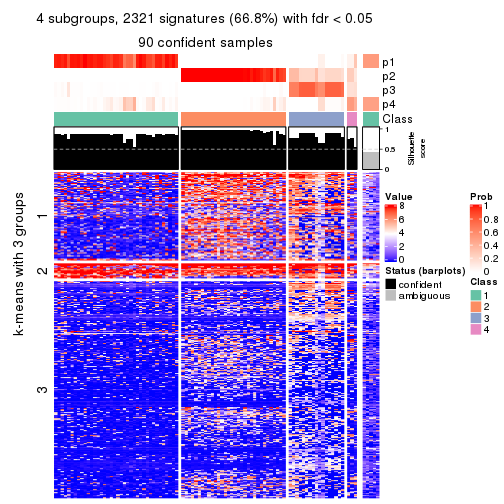 4 subgroups, 2321 signatures (66.8%) with fdr < 0.05
90 confident samples
p1
p2
p3
p4
Class
1
0.5
0
Silhouette
score
k-means with 3 groups
1
2
3
Value
8
6
4
2
0
Status (barplots)
confident
ambiguous
Prob
1
0.8
0.6
0.4
0.2
0
Class
1
2
3
4